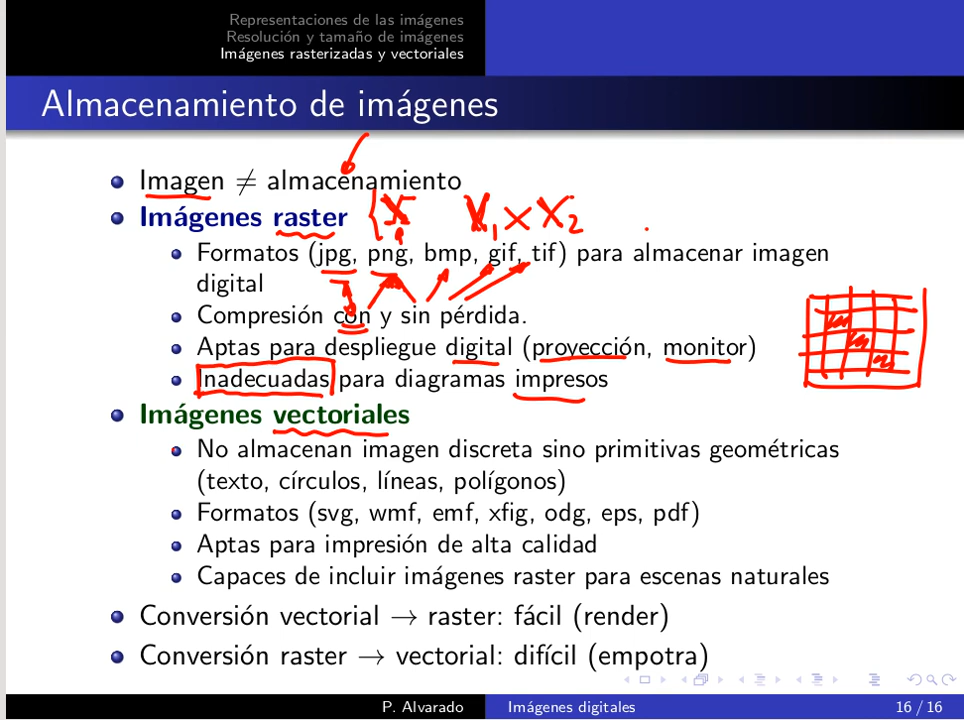 Representaciones de las imágenes
Resolución y tamaño de imágenes
Imágenes rasterizadas y vectoriales
Almacenamiento de imágenes
Imagen ≠ almacenamiento
Imágenes raster
X₁ × X₂
Formatos (jpg, png, bmp, gif, tif) para almacenar imagen
digital
Compresión con y sin pérdida.
Aptas para despliegue digital (proyección, monitor)
Inadecuadas para diagramas impresos
Imágenes vectoriales
No almacenan imagen discreta sino primitivas geométricas
(texto, círculos, líneas, polígonos)
Formatos (svg, wmf, emf, xfig, odg, eps, pdf)
Aptas para impresión de alta calidad
Capaces de incluir imágenes raster para escenas naturales
Conversión vectorial → raster: fácil (render)
Conversión raster → vectorial: difícil (empotra)
P. Alvarado Imágenes digitales 16 / 16